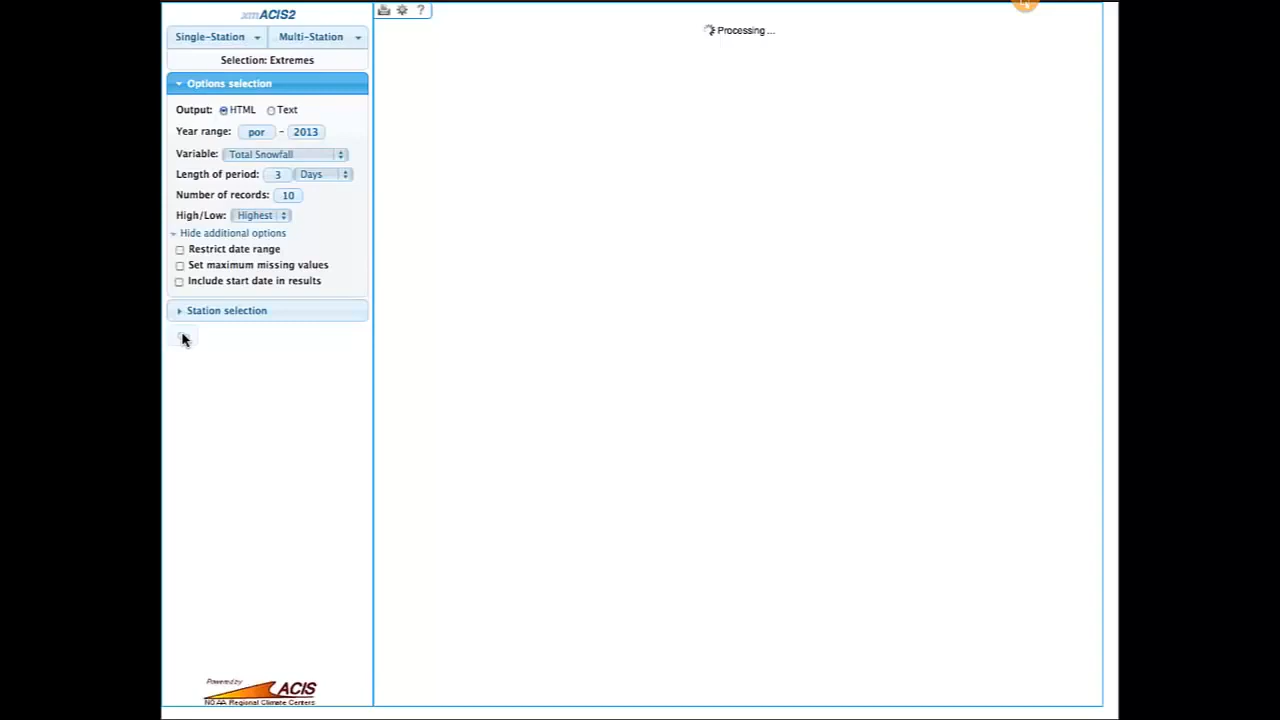 xmACIS2
Single-Station
Multi-Station
Selection: Extremes
Options selection
Output: HTML Text
Year range: por - 2013
Variable: Total Snowfall
Length of period: 3 Days
Number of records: 10
High/Low: Highest
Hide additional options
Restrict date range
Set maximum missing values
Include start date in results
Station selection
Powered by
ACIS
NOAA Regional Climate Centers
?
Processing ...